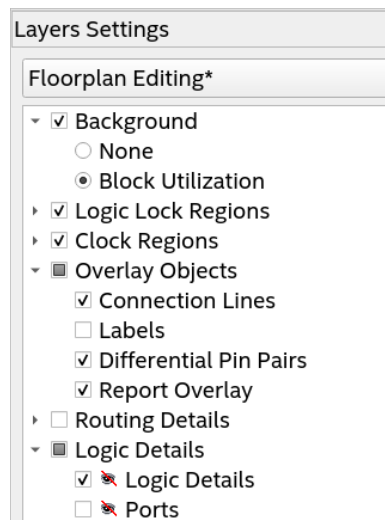 Layers Settings
Floorplan Editing*
Background
None
Block Utilization
Logic Lock Regions
Clock Regions
Overlay Objects
Connection Lines
Labels
Differential Pin Pairs
Report Overlay
Routing Details
Logic Details
Logic Details
Ports